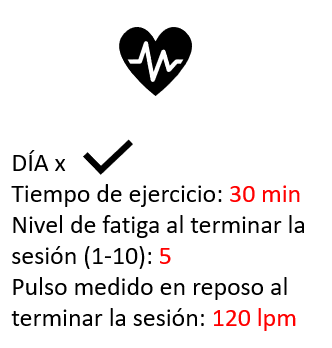 DÍA x
Tiempo de ejercicio: 30 min
Nivel de fatiga al terminar la
sesión (1-10): 5
Pulso medido en reposo al
terminar la sesión: 120 lpm